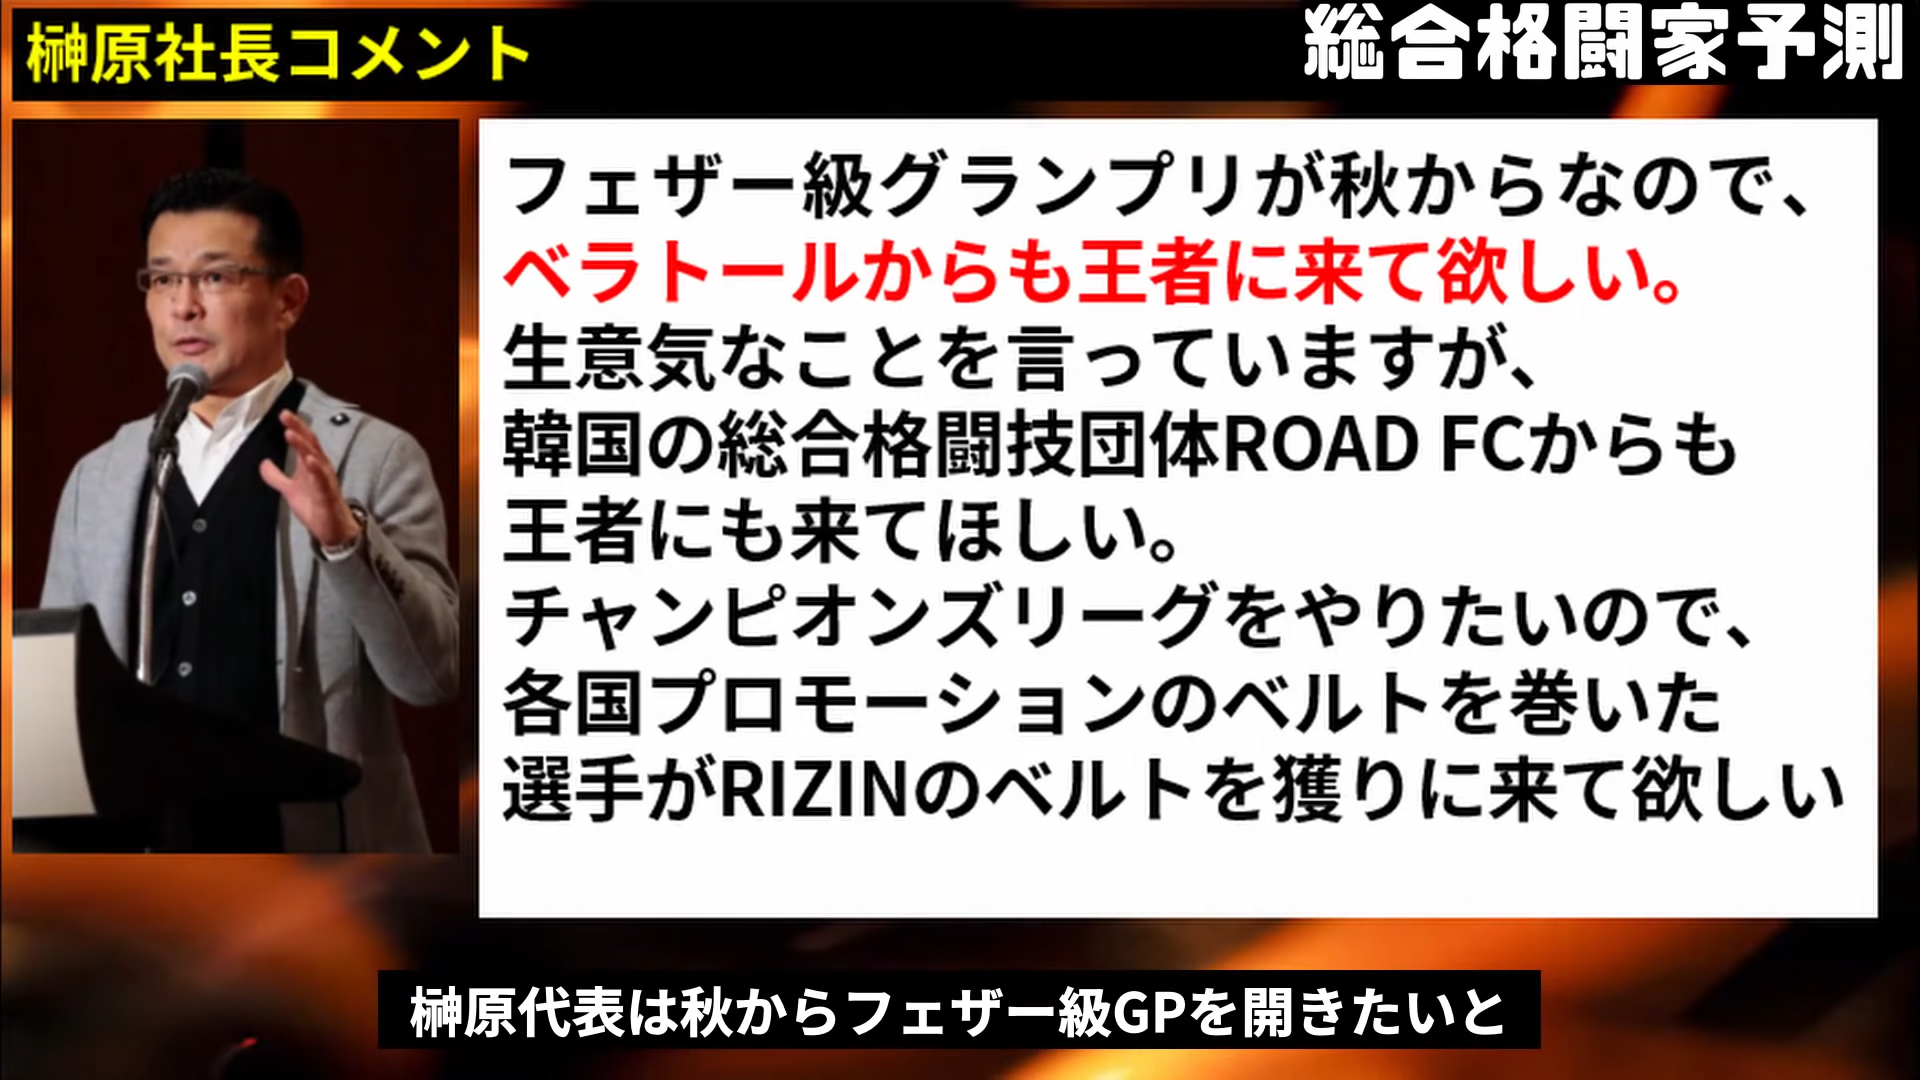 榊原社長コメント
総合格闘家予測
フェザー級グランプリが秋からなので、
ベラトールからも王者に来て欲しい。
生意気なことを言っていますが、
韓国の総合格闘技団体ROAD FCからも
王者にも来てほしい。
チャンピオンズリーグをやりたいので、
各国プロモーションのベルトを巻いた
選手がRIZINのベルトを獲りに来て欲しい
榊原代表は秋からフェザー級GPを開きたいと